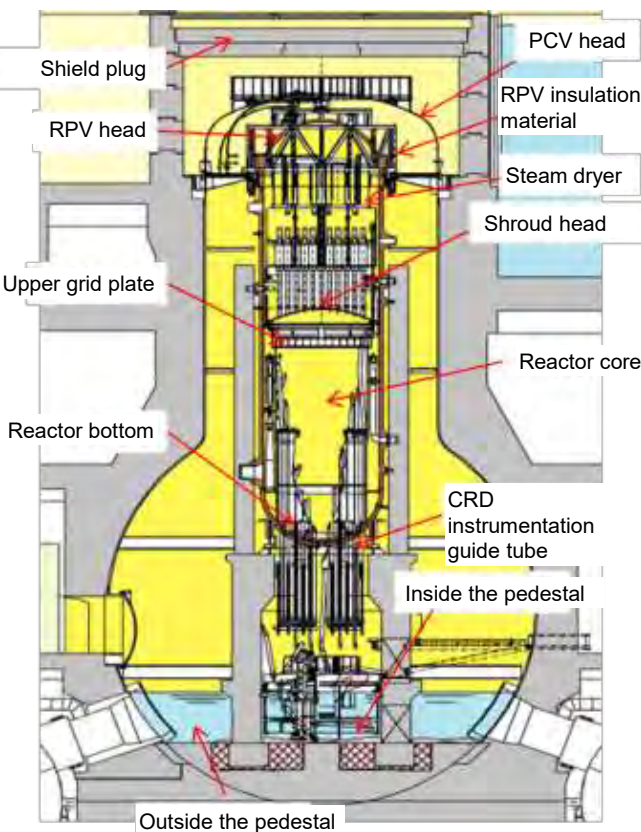 PCV head
Shield plug
RPV insulation
material
RPV head
Steam dryer
Shroud head
Upper grid plate
Reactor core
Reactor bottom
CRD
instrumentation
guide tube
Inside the pedestal
Outside the pedestal